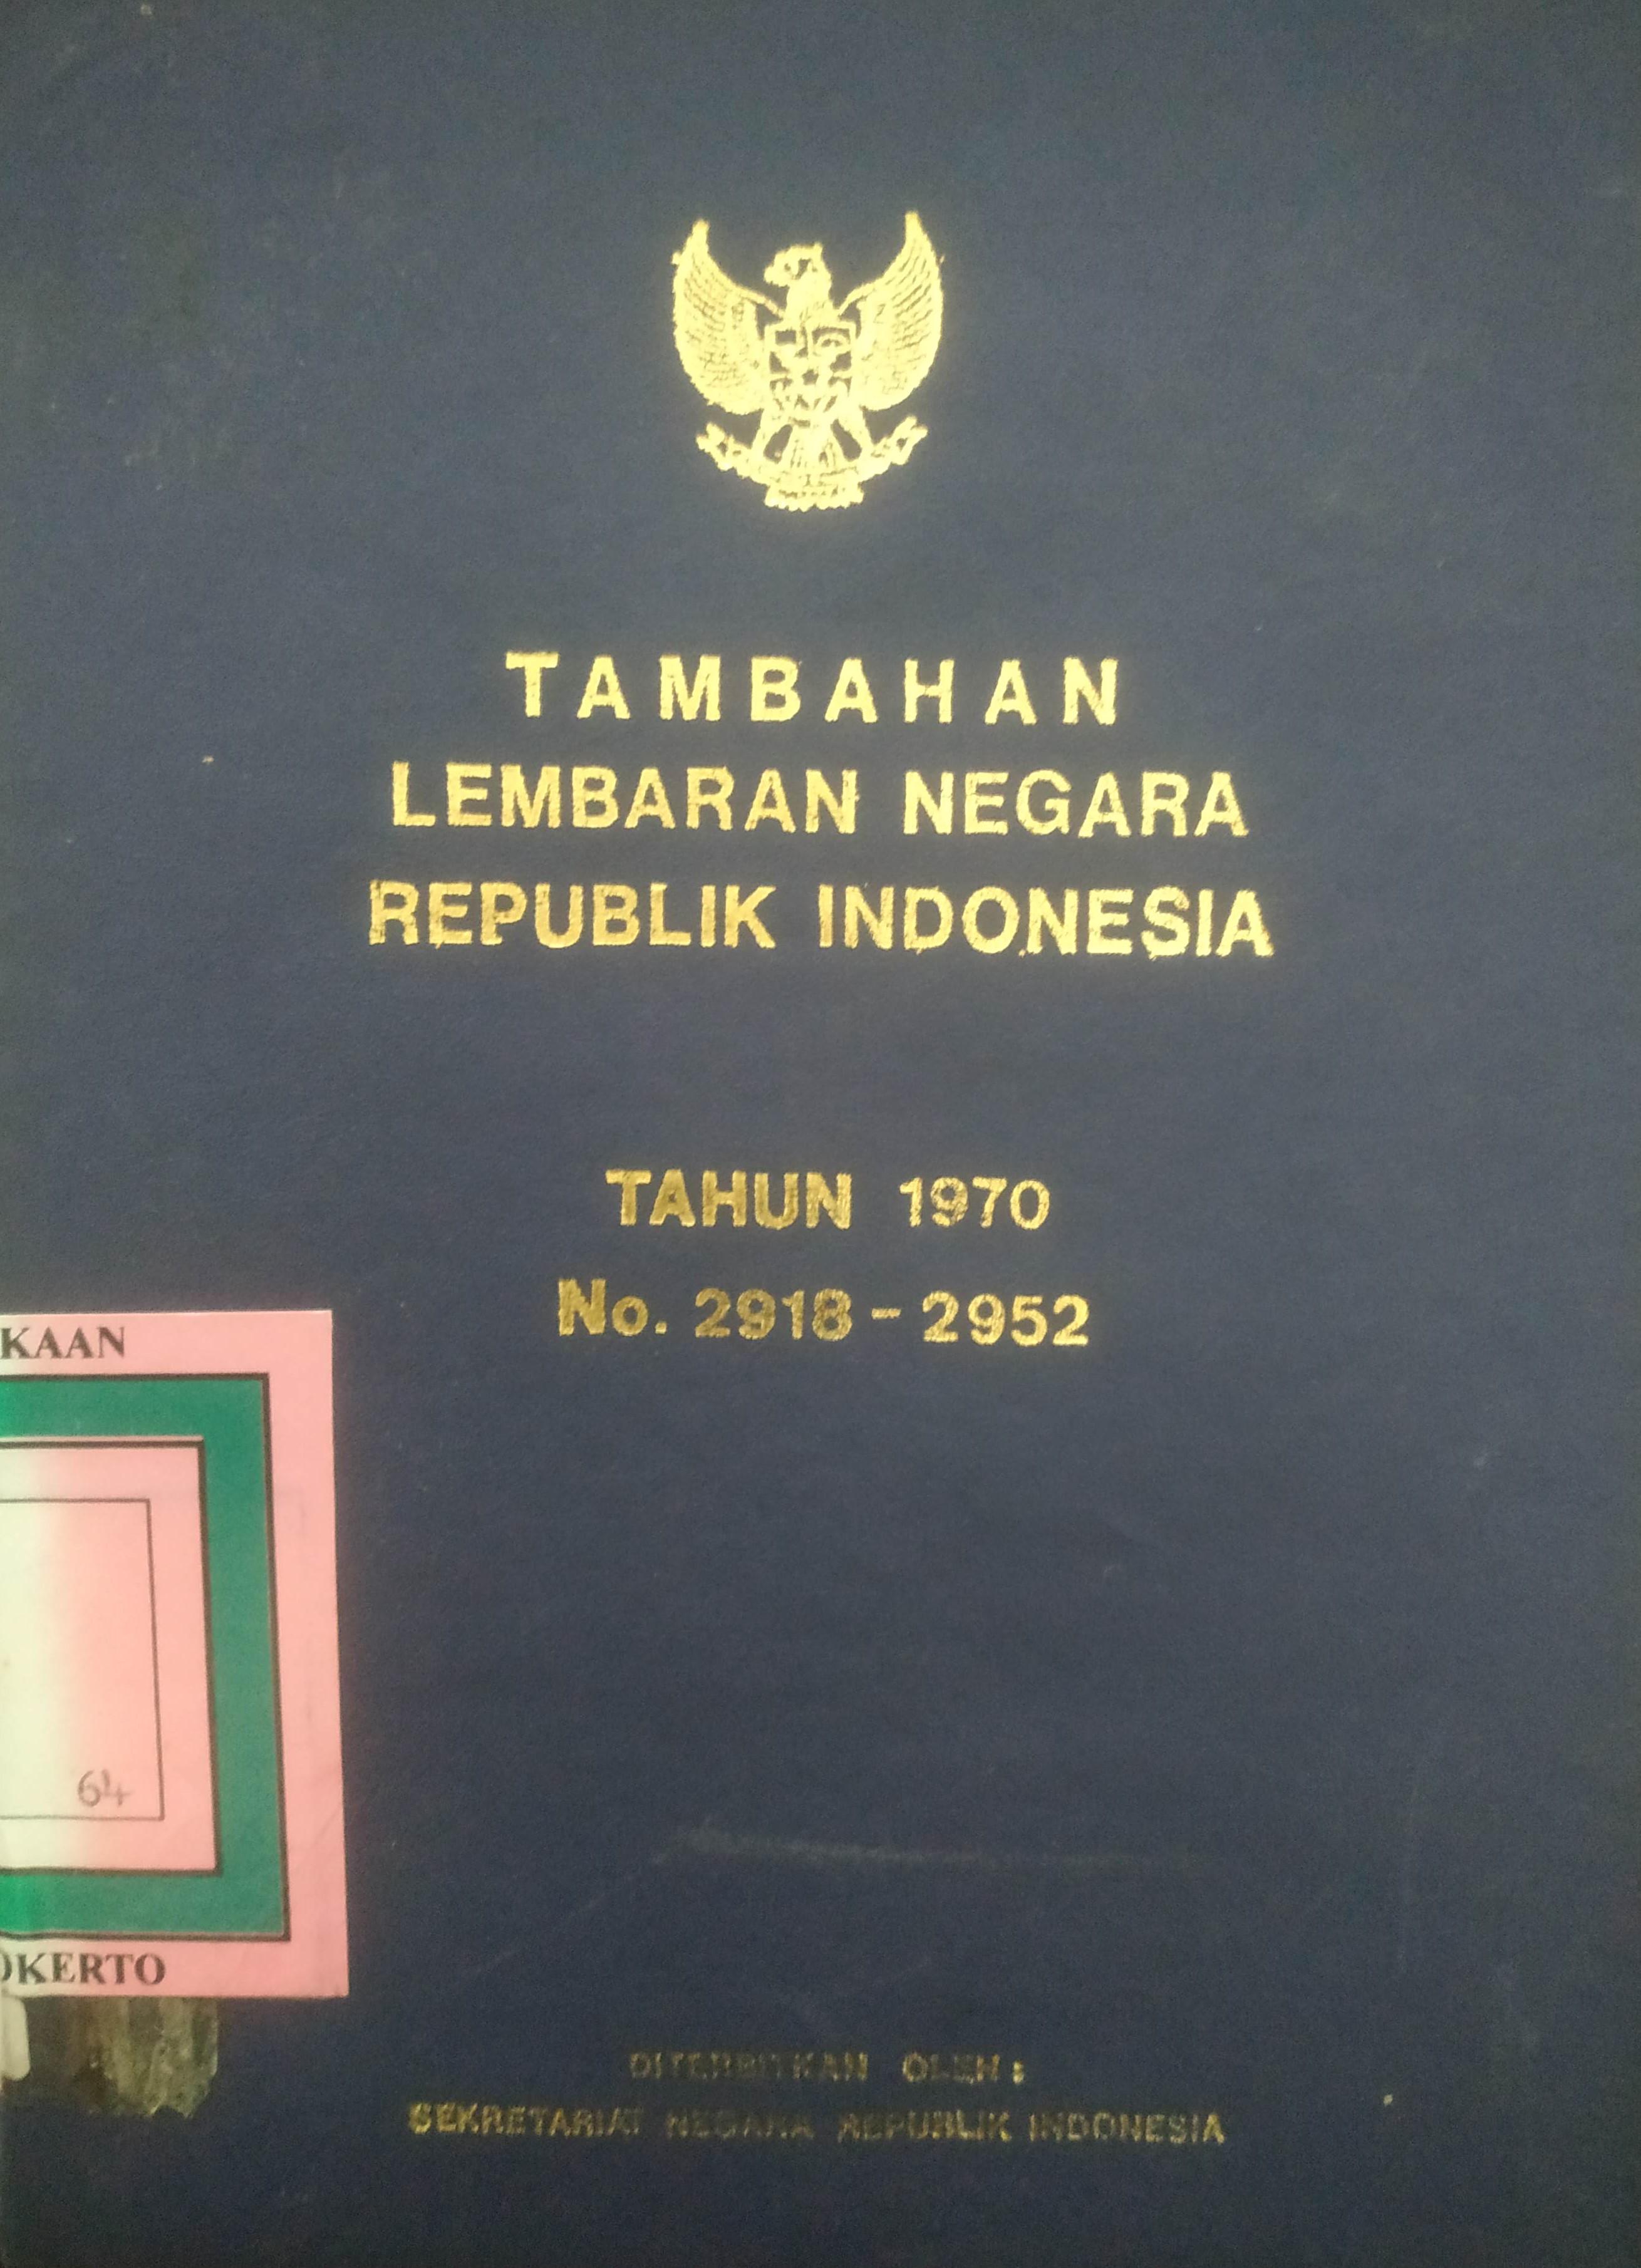 TAMBAHAN
LEMBARAN NEGARA
REPUBLIK INDONESIA
TAHUN 1970
No. 2918 - 2952
KAAN
64
OKERTO
DITERBITKAN OLEH :
SEKRETARIAT NEGARA REPUBLIK INDONESIA